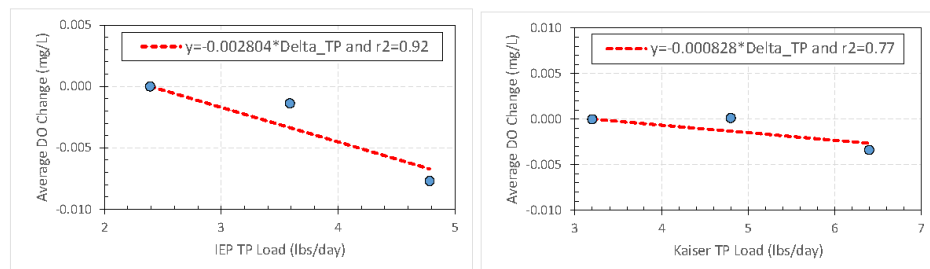 0.005
0.000
-0.005
-0.010
Average DO Change (mg/L)
y=-0.002804*Delta_TP and r2=0.92
2 3 4 5
IEP TP Load (lbs/day)
0.010
0.005
0.000
-0.005
-0.010
Average DO Change (mg/L)
y=-0.000828*Delta_TP and r2=0.77
3 4 5 6 7
Kaiser TP Load (lbs/day)